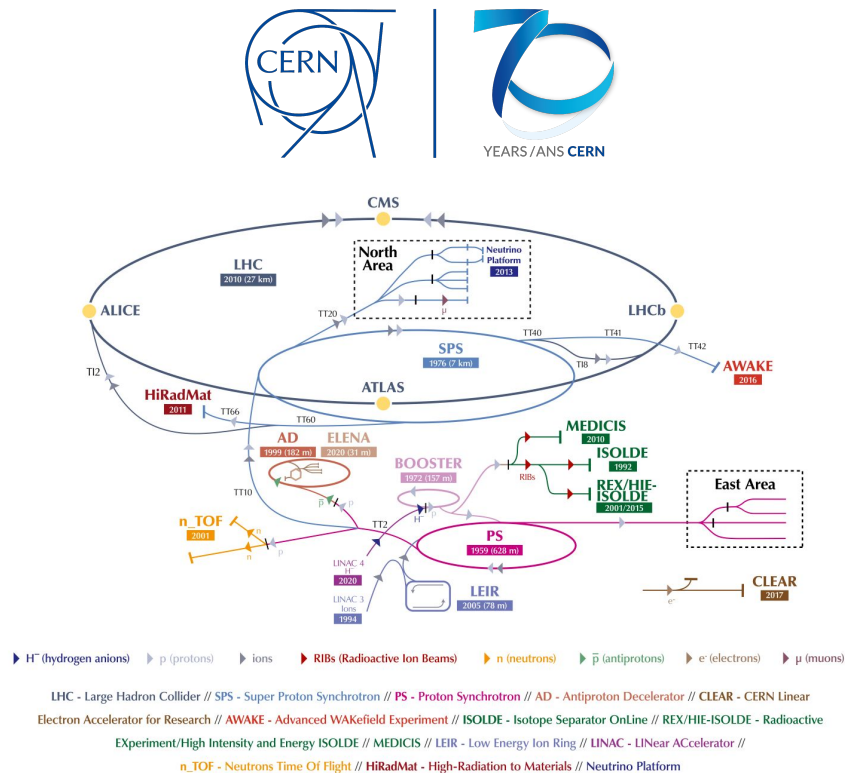 CERN
YEARS/ANS CERN
CMS
North
Area
Neutrino
Platform
2013
LHC
2010 (27 km)
μ
TT20
ALICE
LHCb
TT40
TT41
TT42
SPS
1976 (7 km)
TI8
AWAKE
2016
TI2
ATLAS
HiRadMat
2011
TT66
TT60
AD
1999 (182 m)
ELENA
2020 (31 m)
MEDICIS
2010
ISOLDE
1992
RIBs
REX/HIE-
ISOLDE
2001/2015
BOOSTER
1972 (157 m)
p
East Area
TT10
p̅
p
H⁻
TT2
n_TOF
2001
n
n
p
PS
1959 (628 m)
LINAC 4
H⁻
2020
LINAC 3
Ions
1994
LEIR
2005 (78 m)
e⁻
CLEAR
2017
H⁻ (hydrogen anions)
p (protons)
ions
RIBs (Radioactive Ion Beams)
n (neutrons)
p̅ (antiprotons)
e⁻ (electrons)
μ (muons)
LHC - Large Hadron Collider // SPS - Super Proton Synchrotron // PS - Proton Synchrotron // AD - Antiproton Decelerator // CLEAR - CERN Linear
Electron Accelerator for Research // AWAKE - Advanced WAKefield Experiment // ISOLDE - Isotope Separator OnLine // REX/HIE-ISOLDE - Radioactive
EXperiment/High Intensity and Energy ISOLDE // MEDICIS // LEIR - Low Energy Ion Ring // LINAC - LINear ACcelerator //
n_TOF - Neutrons Time Of Flight // HiRadMat - High-Radiation to Materials // Neutrino Platform